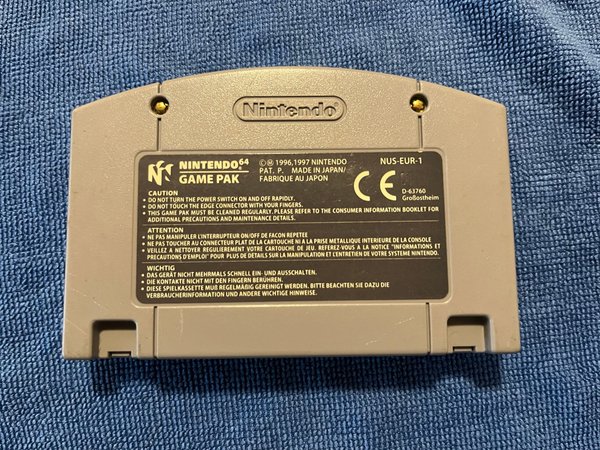 Nintendo
NINTENDO 64
GAME PAK
©Ⓜ 1996,1997 NINTENDO
PAT. P. MADE IN JAPAN/
FABRIQUE AU JAPON
NUS-EUR-1
CE
D-63760
Großostheim
CAUTION
• DO NOT TURN THE POWER SWITCH ON AND OFF RAPIDLY.
• DO NOT TOUCH THE EDGE CONNECTOR WITH YOUR FINGERS.
• THIS GAME PAK MUST BE CLEANED REGULARLY. PLEASE REFER TO THE CONSUMER INFORMATION BOOKLET FOR
ADDITIONAL PRECAUTIONS AND MAINTENANCE DETAILS.
ATTENTION
• NE PAS MANIPULER L'INTERRUPTEUR ON/OFF DE FACON REPETEE
• NE PAS TOUCHER AU CONNECTEUR PLAT DE LA CARTOUCHE NI A LA PRISE METALLIQUE INTERIEURE DE LA CONSOLE
• VEILLEZ A NETTOYER REGULIEREMENT VOTRE CARTOUCHE DE JEU. REFEREZ-VOUS A LA NOTICE "INFORMATIONS ET
PRECAUTIONS D'EMPLOI" POUR PLUS DE DETAILS SUR LA MANIPULATION ET L'ENTRETIEN DE VOTRE SYSTEME NINTENDO.
WICHTIG
• DAS GERÄT NICHT MEHRMALS SCHNELL EIN- UND AUSSCHALTEN.
• DIE KONTAKTE NICHT MIT DEN FINGERN BERÜHREN.
• DIESE SPIELKASSETTE MUß REGELMÄßIG GEREINIGT WERDEN. BITTE BEACHTEN SIE DAZU DIE
VERBRAUCHERINFORMATION UND ANDERE WICHTIGE HINWEISE.